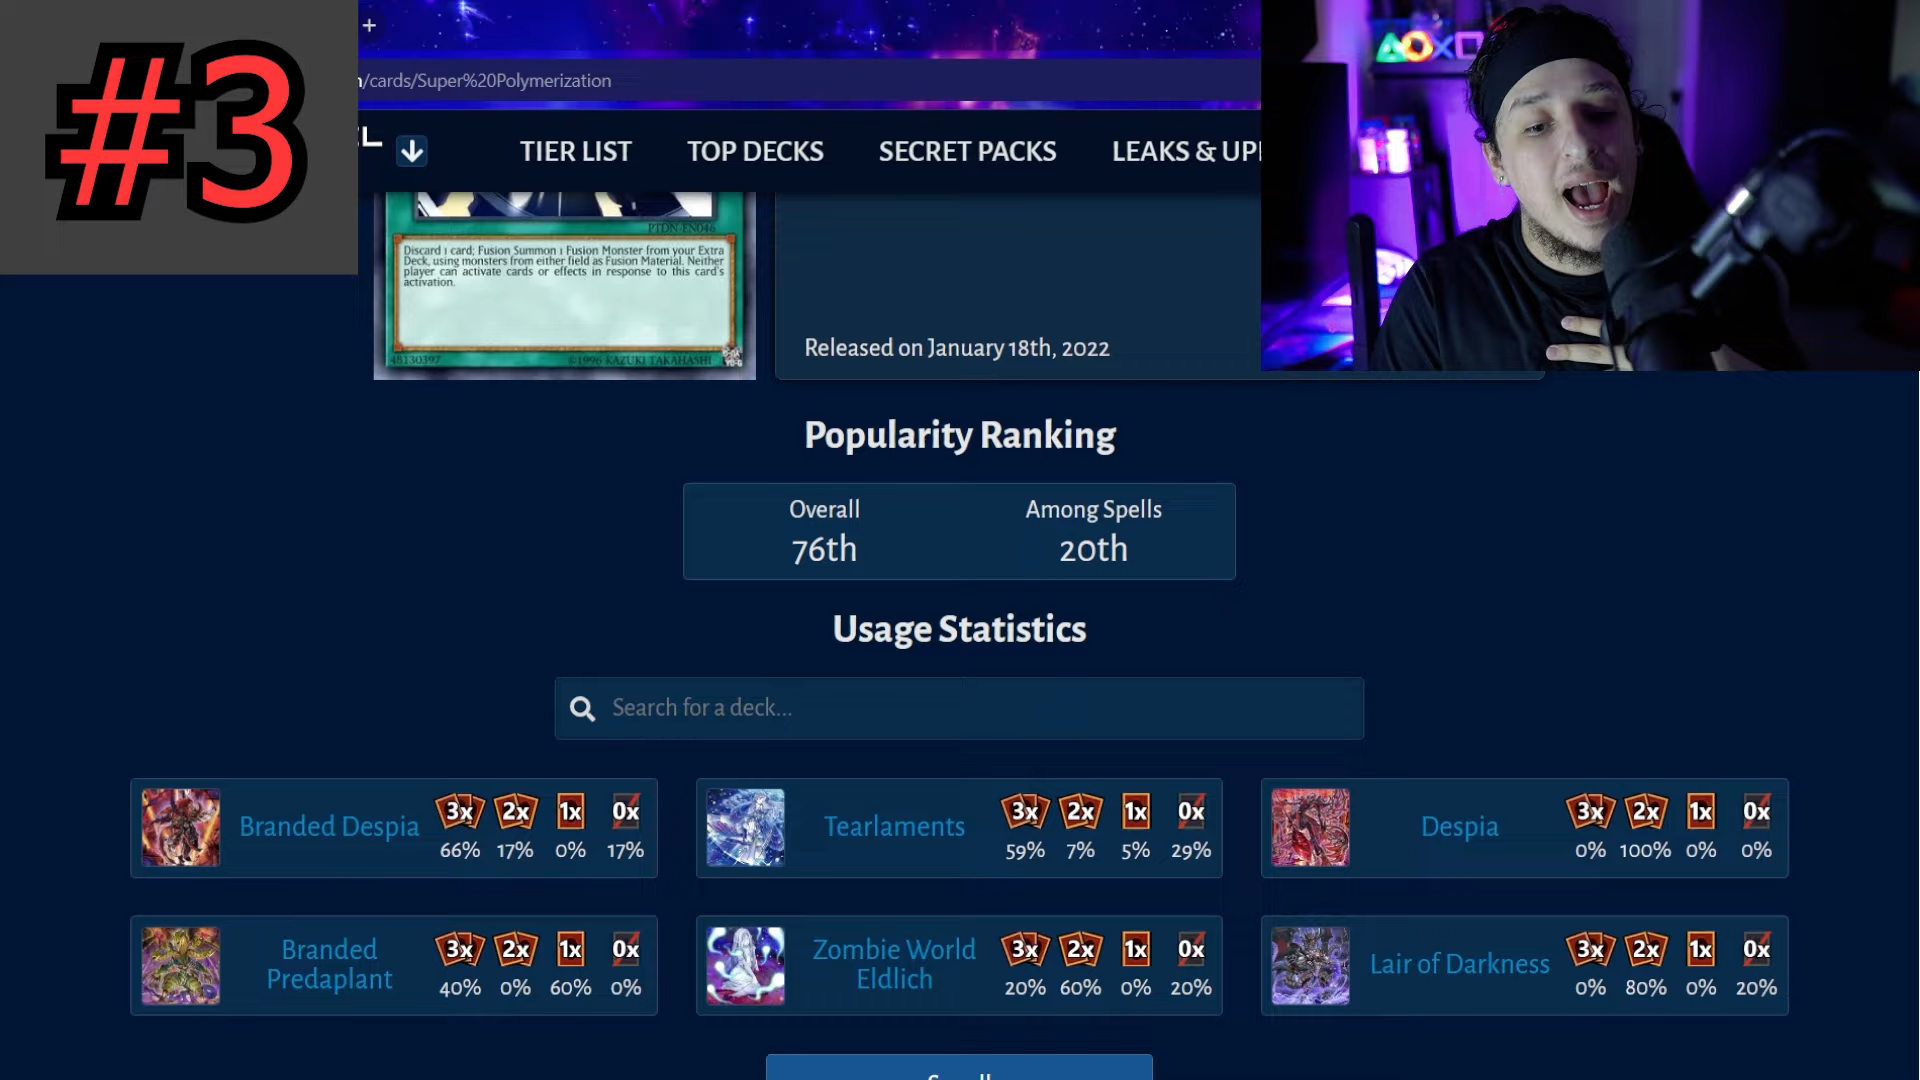 #3
+
/cards/Super%20Polymerization
TIER LIST
TOP DECKS
SECRET PACKS
LEAKS & UP
PTDN-EN046
Discard 1 card; Fusion Summon 1 Fusion Monster from your Extra
Deck, using monsters from either field as Fusion Material. Neither
player can activate cards or effects in response to this card's
activation.
48130397
©1996 KAZUKI TAKAHASHI
Released on January 18th, 2022
Popularity Ranking
Overall
Among Spells
76th
20th
Usage Statistics
Search for a deck...
Branded Despia
3x 2x 1x 0x
66% 17% 0% 17%
Tearlaments
3x 2x 1x 0x
59% 7% 5% 29%
Despia
3x 2x 1x 0x
0% 100% 0% 0%
Branded
Predaplant
3x 2x 1x 0x
40% 0% 60% 0%
Zombie World
Eldlich
3x 2x 1x 0x
20% 60% 0% 20%
Lair of Darkness
3x 2x 1x 0x
0% 80% 0% 20%